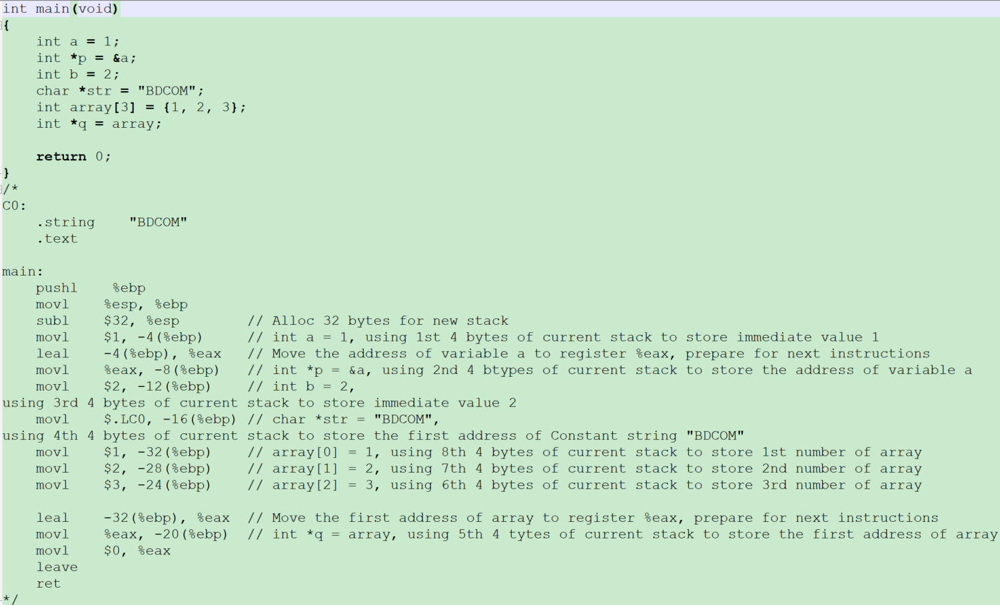 int main(void)
{
    int a = 1;
    int *p = &a;
    int b = 2;
    char *str = "BDCOM";
    int array[3] = {1, 2, 3};
    int *q = array;

    return 0;
}
/*
C0:
    .string    "BDCOM"
    .text

main:
    pushl    %ebp
    movl    %esp, %ebp
    subl    $32, %esp        // Alloc 32 bytes for new stack
    movl    $1, -4(%ebp)     // int a = 1, using 1st 4 bytes of current stack to store immediate value 1
    leal    -4(%ebp), %eax   // Move the address of variable a to register %eax, prepare for next instructions
    movl    %eax, -8(%ebp)   // int *p = &a, using 2nd 4 btypes of current stack to store the address of variable a
    movl    $2, -12(%ebp)    // int b = 2,
using 3rd 4 bytes of current stack to store immediate value 2
    movl    $.LC0, -16(%ebp) // char *str = "BDCOM",
using 4th 4 bytes of current stack to store the first address of Constant string "BDCOM"
    movl    $1, -32(%ebp)    // array[0] = 1, using 8th 4 bytes of current stack to store 1st number of array
    movl    $2, -28(%ebp)    // array[1] = 2, using 7th 4 bytes of current stack to store 2nd number of array
    movl    $3, -24(%ebp)    // array[2] = 3, using 6th 4 bytes of current stack to store 3rd number of array

    leal    -32(%ebp), %eax  // Move the first address of array to register %eax, prepare for next instructions
    movl    %eax, -20(%ebp)  // int *q = array, using 5th 4 tytes of current stack to store the first address of array
    movl    $0, %eax
    leave
    ret
*/